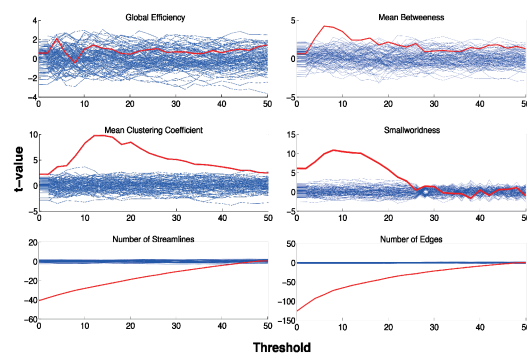 Global Efficiency
4
2
0
−2
−4
0 10 20 30 40 50
Mean Betweeness
5
0
−5
0 10 20 30 40 50
Mean Clustering Coefficient
10
5
0
−5
0 10 20 30 40 50
Smallworldness
15
10
5
0
−5
0 10 20 30 40 50
t−value
Number of Streamlines
20
0
−20
−40
−60
0 10 20 30 40 50
Number of Edges
50
0
−50
−100
−150
0 10 20 30 40 50
Threshold